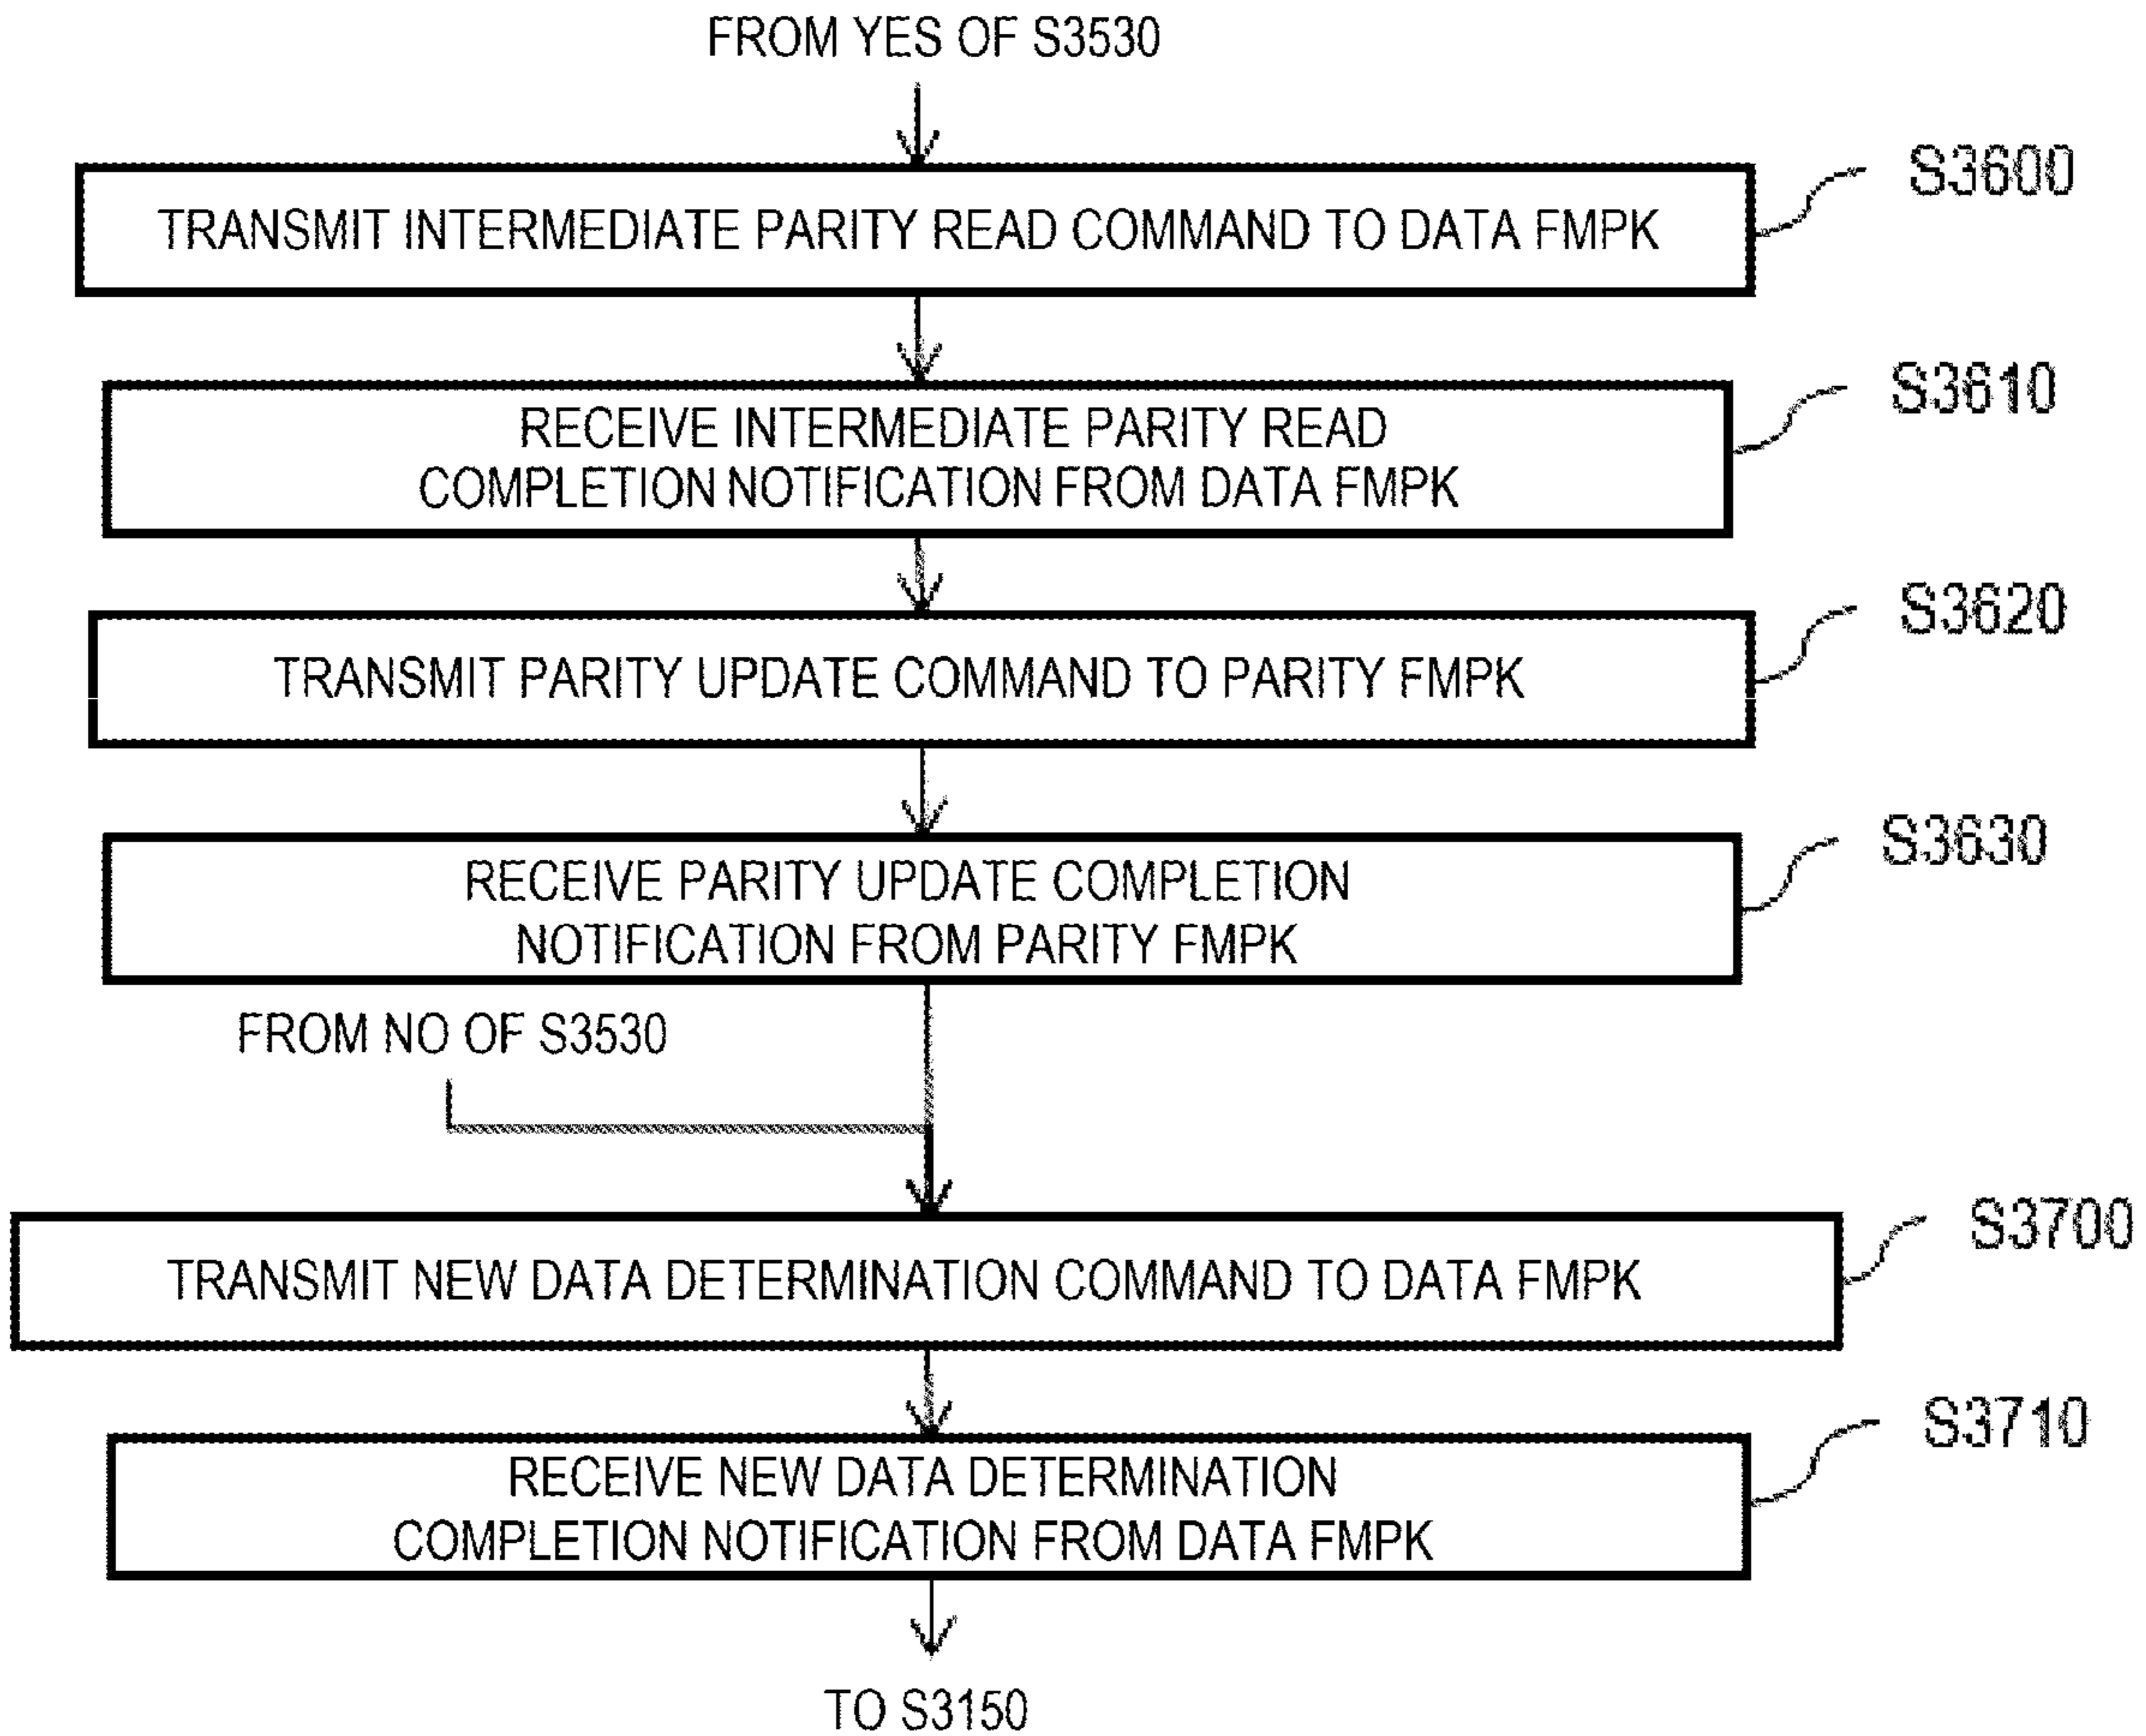 FROM YES OF S3530
S3600
TRANSMIT INTERMEDIATE PARITY READ COMMAND TO DATA FMPK
S3610
RECEIVE INTERMEDIATE PARITY READ
COMPLETION NOTIFICATION FROM DATA FMPK
S3620
TRANSMIT PARITY UPDATE COMMAND TO PARITY FMPK
S3630
RECEIVE PARITY UPDATE COMPLETION
NOTIFICATION FROM PARITY FMPK
FROM NO OF S3530
S3700
TRANSMIT NEW DATA DETERMINATION COMMAND TO DATA FMPK
S3710
RECEIVE NEW DATA DETERMINATION
COMPLETION NOTIFICATION FROM DATA FMPK
TO S3150